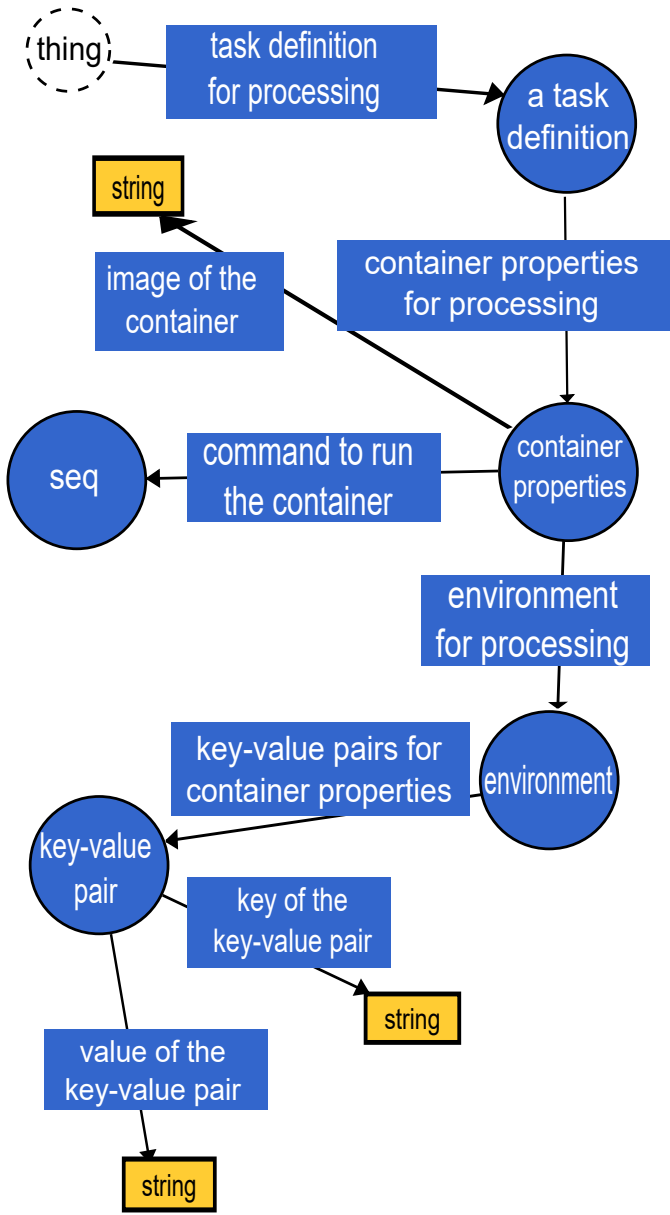 thing
task definition
for processing
a task
definition
string
image of the
container
container properties
for processing
seq
command to run
the container
container
properties
environment
for processing
key-value pairs for
container properties
environment
key-value
pair
key of the
key-value pair
string
value of the
key-value pair
string